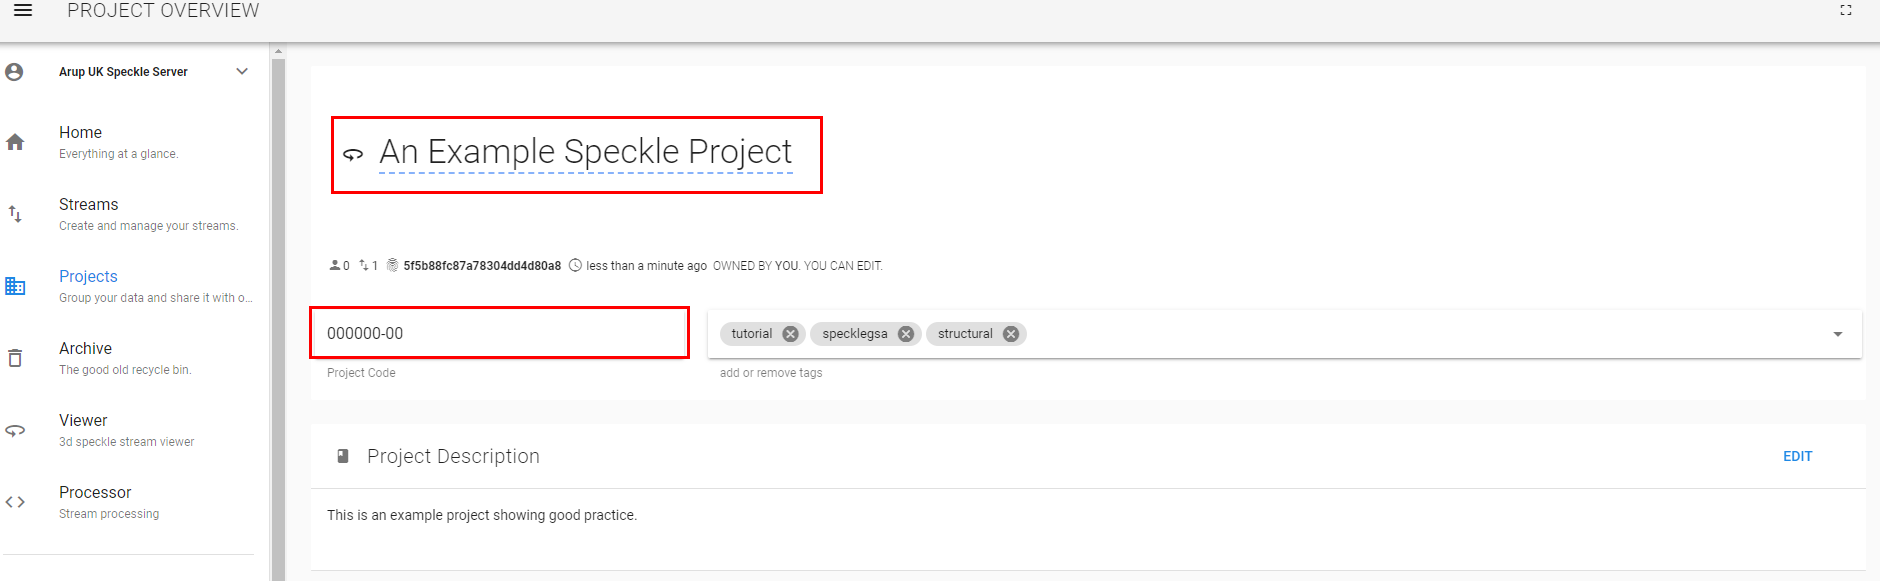 PROJECT OVERVIEW
Arup UK Speckle Server
Home
Everything at a glance.
Streams
Create and manage your streams.
Projects
Group your data and share it with o...
Archive
The good old recycle bin.
Viewer
3d speckle stream viewer
Processor
Stream processing
An Example Speckle Project
0 1 5f5b88fc87a78304dd4d80a8 less than a minute ago OWNED BY YOU. YOU CAN EDIT.
000000-00
Project Code
tutorial specklegsa structural
add or remove tags
Project Description EDIT
This is an example project showing good practice.